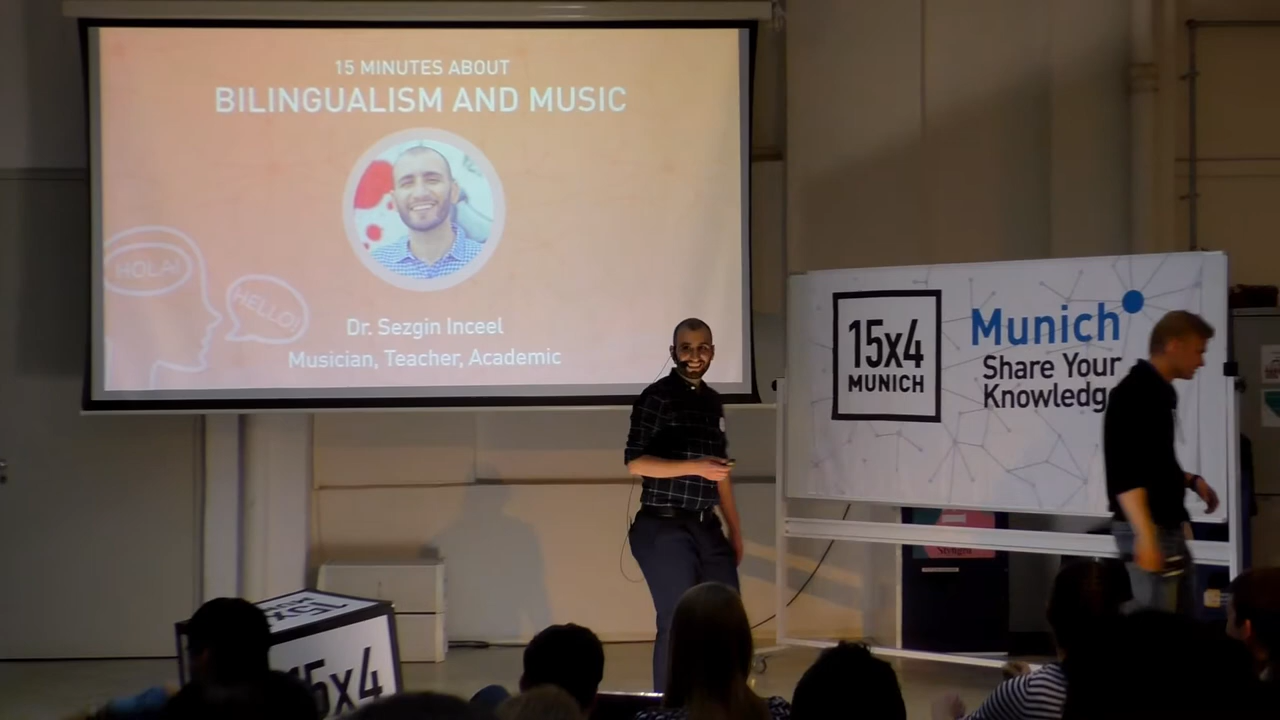 15 MINUTES ABOUT
BILINGUALISM AND MUSIC
HOLA!
HELLO!!
Dr. Sezgin Inceel
Musician, Teacher, Academic
15x4
MUNICH
Munich
Share Your
Knowledg
15x4
15x4